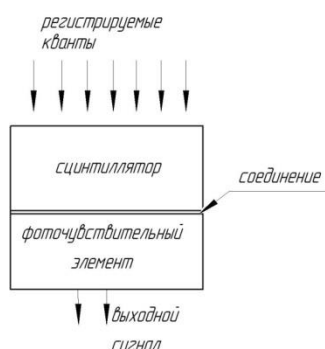 регистрируемые
кванты
сцинтиллятор
соединение
фоточувствительный
элемент
выходной
сигнал